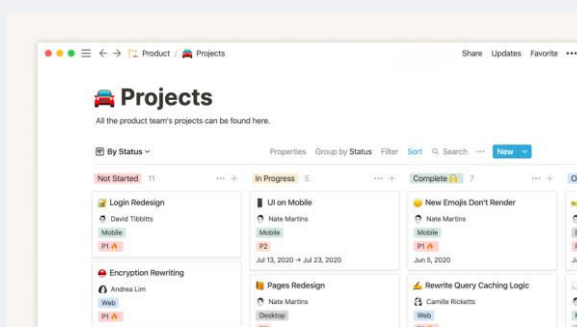 Product / Projects
Share Updates Favorite •••
Projects
All the product team's projects can be found here.
By Status
Properties Group by Status Filter Sort Search ••• New
Not Started 11 ••• +
In Progress 5 ••• +
Complete 7 ••• +
Login Redesign
David Tibbitts
Mobile
P1
Encryption Rewriting
Andrea Lim
Web
P1
UI on Mobile
Nate Martins
Mobile
P2
Jul 13, 2020 → Jul 23, 2020
Pages Redesign
Nate Martins
Desktop
New Emojis Don't Render
Nate Martins
Mobile
P1
Jun 5, 2020
Rewrite Query Caching Logic
Camille Ricketts
Web